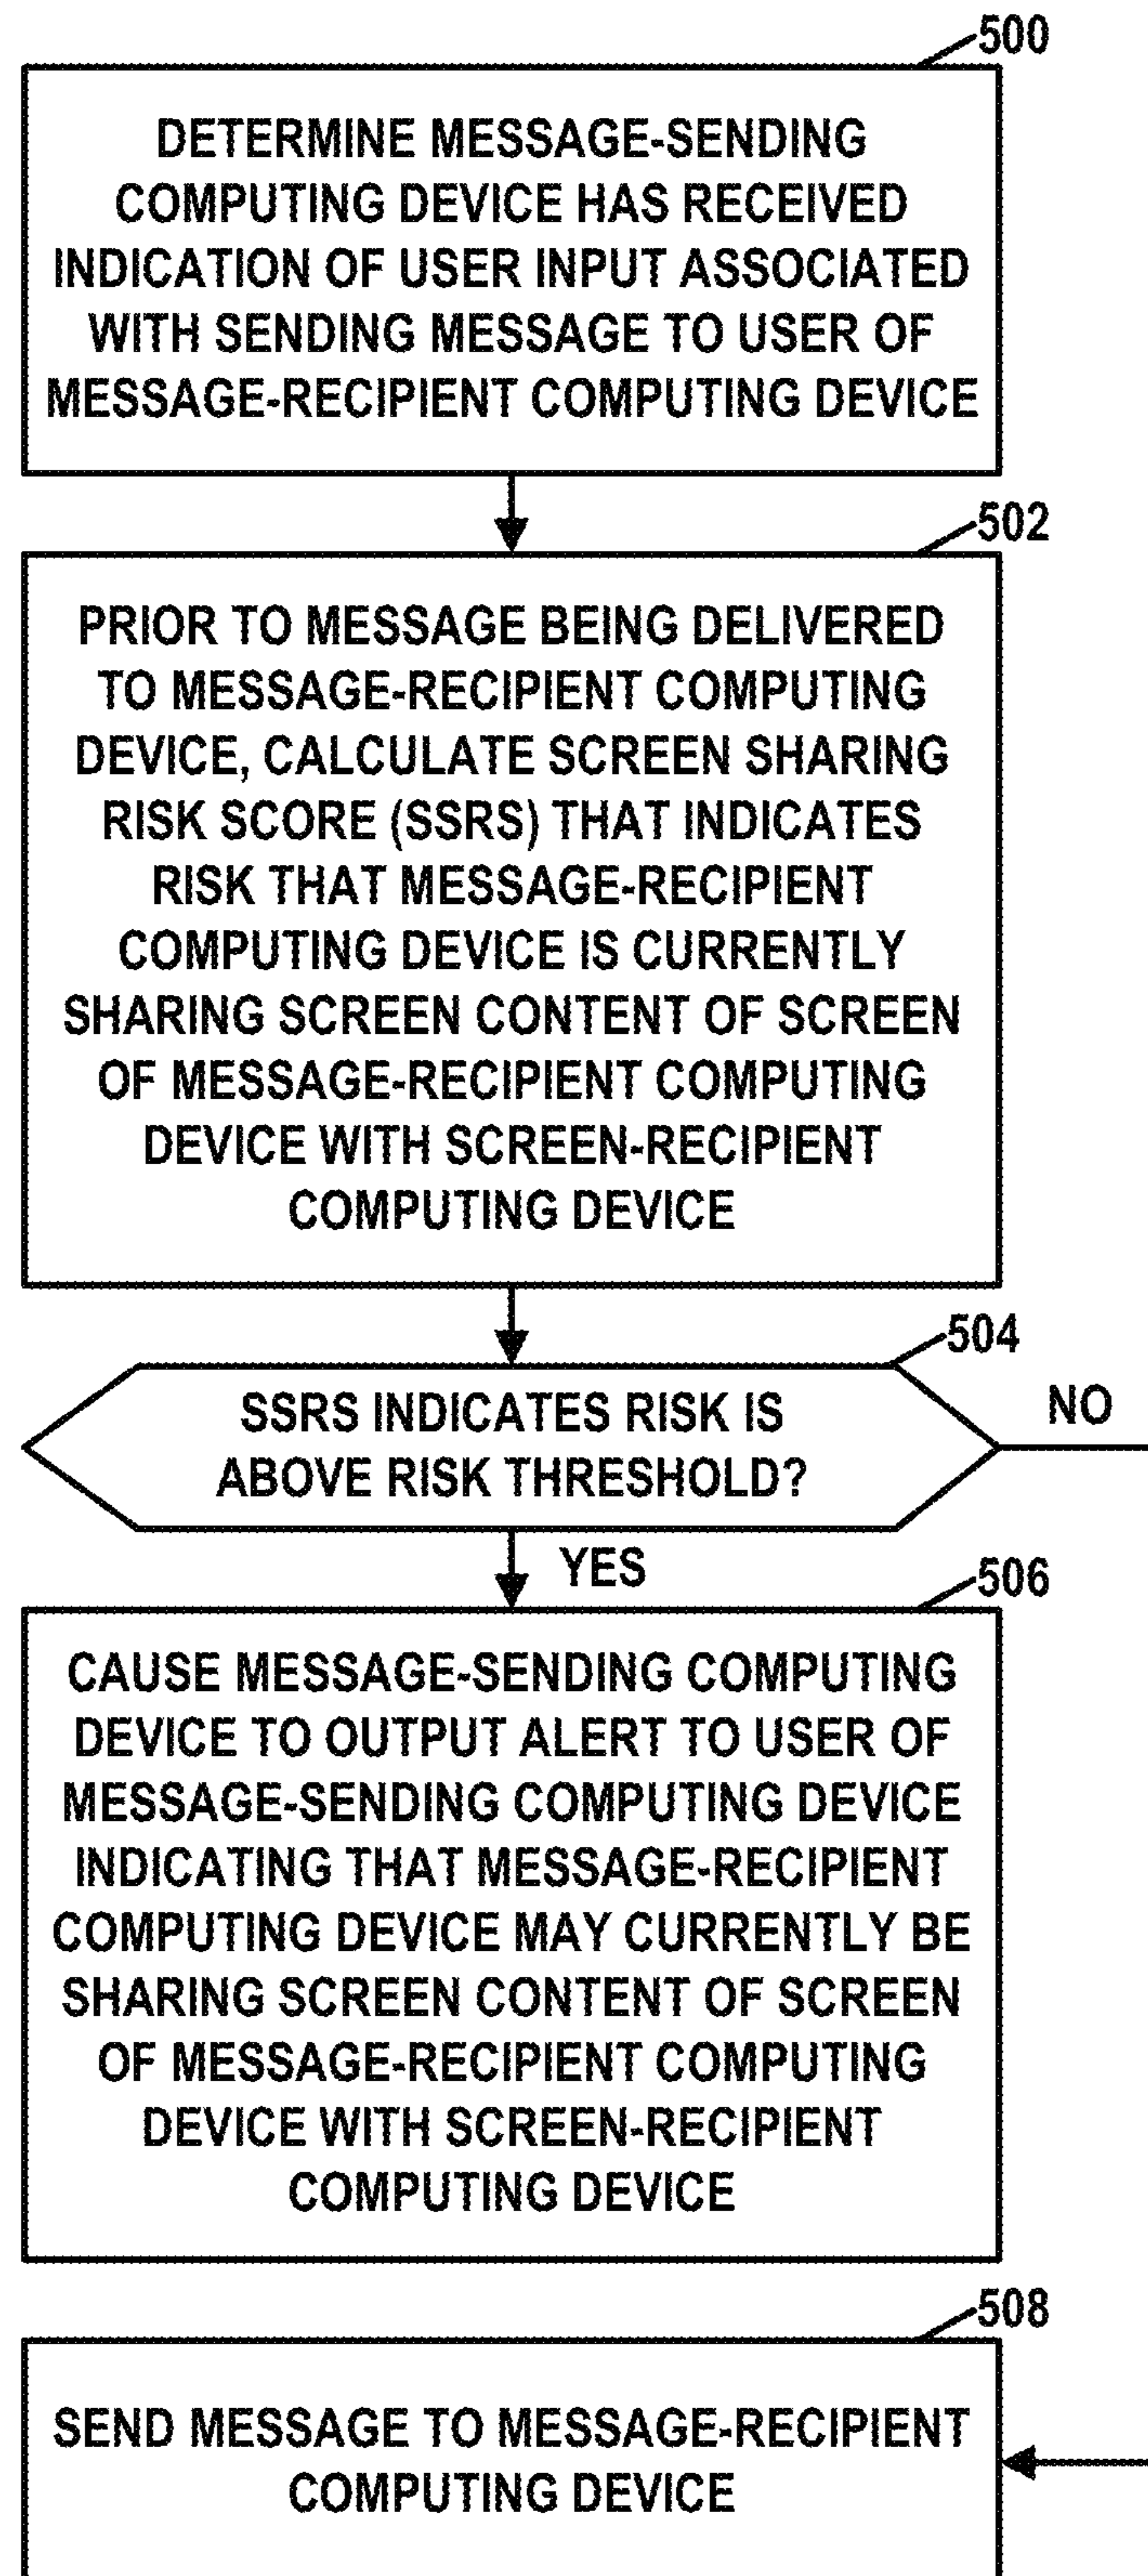 500
DETERMINE MESSAGE-SENDING
COMPUTING DEVICE HAS RECEIVED
INDICATION OF USER INPUT ASSOCIATED
WITH SENDING MESSAGE TO USER OF
MESSAGE-RECIPIENT COMPUTING DEVICE
502
PRIOR TO MESSAGE BEING DELIVERED
TO MESSAGE-RECIPIENT COMPUTING
DEVICE, CALCULATE SCREEN SHARING
RISK SCORE (SSRS) THAT INDICATES
RISK THAT MESSAGE-RECIPIENT
COMPUTING DEVICE IS CURRENTLY
SHARING SCREEN CONTENT OF SCREEN
OF MESSAGE-RECIPIENT COMPUTING
DEVICE WITH SCREEN-RECIPIENT
COMPUTING DEVICE
504
SSRS INDICATES RISK IS
ABOVE RISK THRESHOLD?
NO
YES
506
CAUSE MESSAGE-SENDING COMPUTING
DEVICE TO OUTPUT ALERT TO USER OF
MESSAGE-SENDING COMPUTING DEVICE
INDICATING THAT MESSAGE-RECIPIENT
COMPUTING DEVICE MAY CURRENTLY BE
SHARING SCREEN CONTENT OF SCREEN
OF MESSAGE-RECIPIENT COMPUTING
DEVICE WITH SCREEN-RECIPIENT
COMPUTING DEVICE
508
SEND MESSAGE TO MESSAGE-RECIPIENT
COMPUTING DEVICE